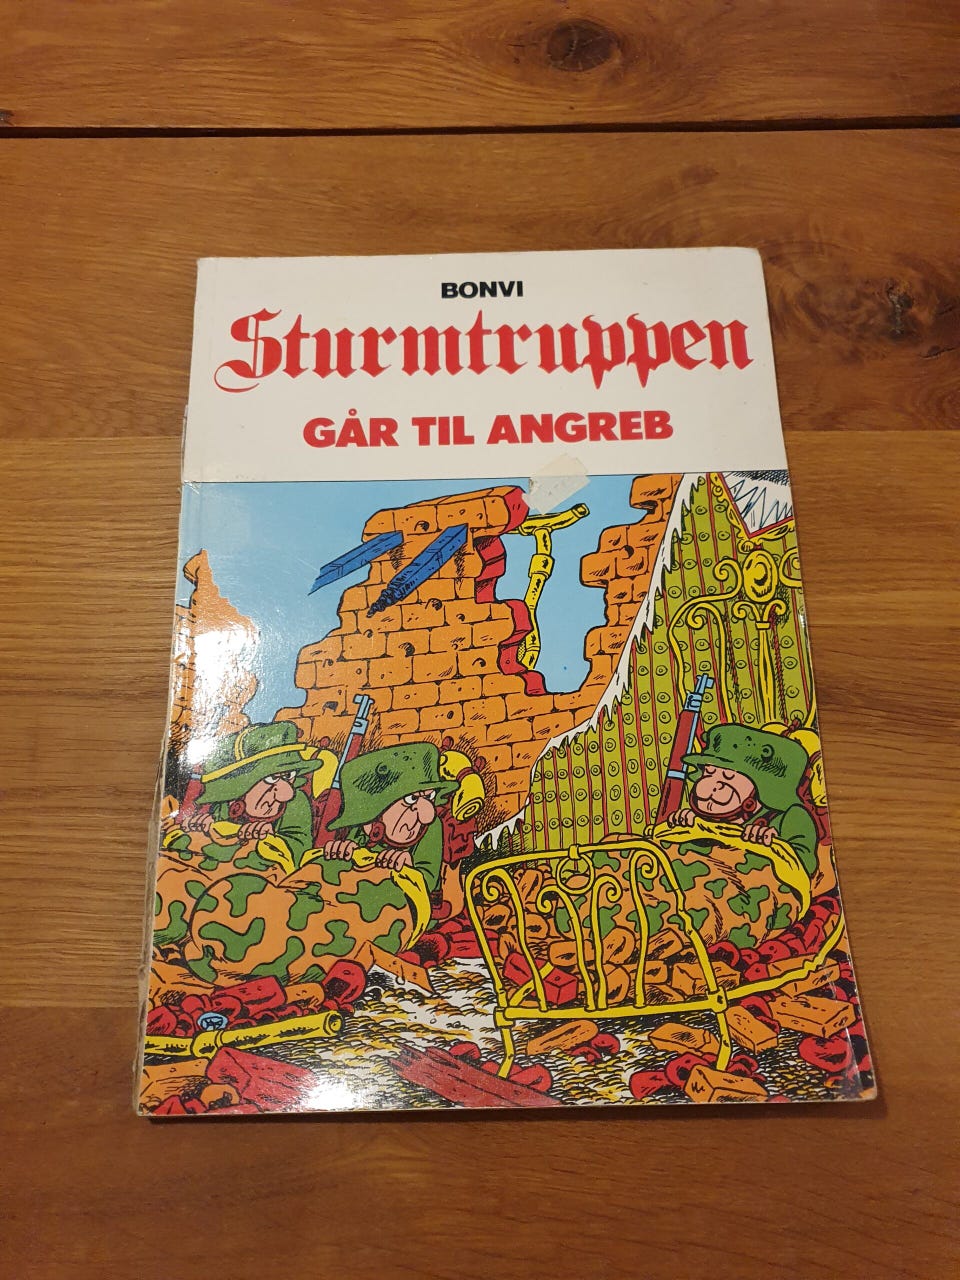 BONVI
Sturmtruppen
GÅR TIL ANGREB